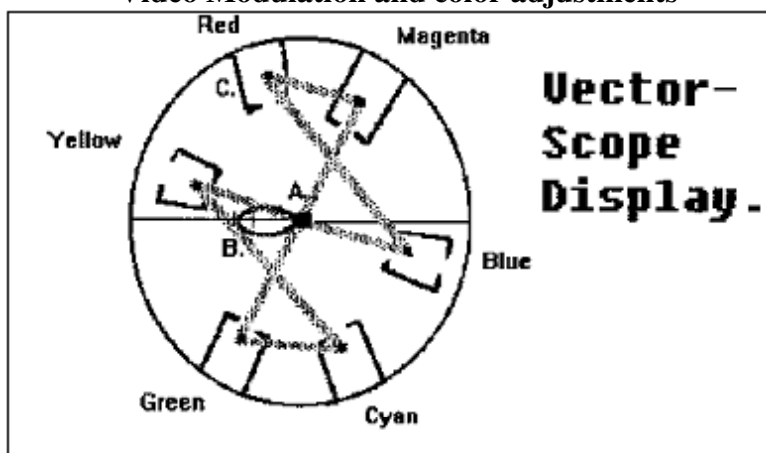 Video Modulation and color adjustments
Red
Magenta
C.
Vector-
Scope
Display.
Yellow
A.
B.
Blue
Green
Cyan